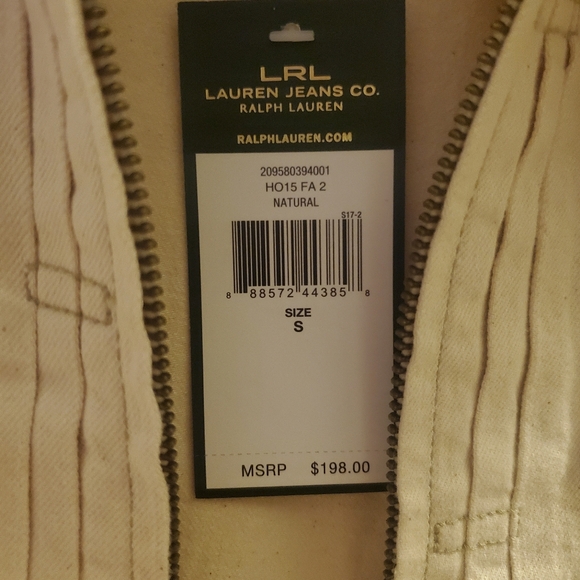 LRL
LAUREN JEANS CO.
RALPH LAUREN
RALPHLAUREN.COM
209580394001
HO15 FA 2
NATURAL
S17-2
8 88572 44385 8
SIZE
S
MSRP $198.00